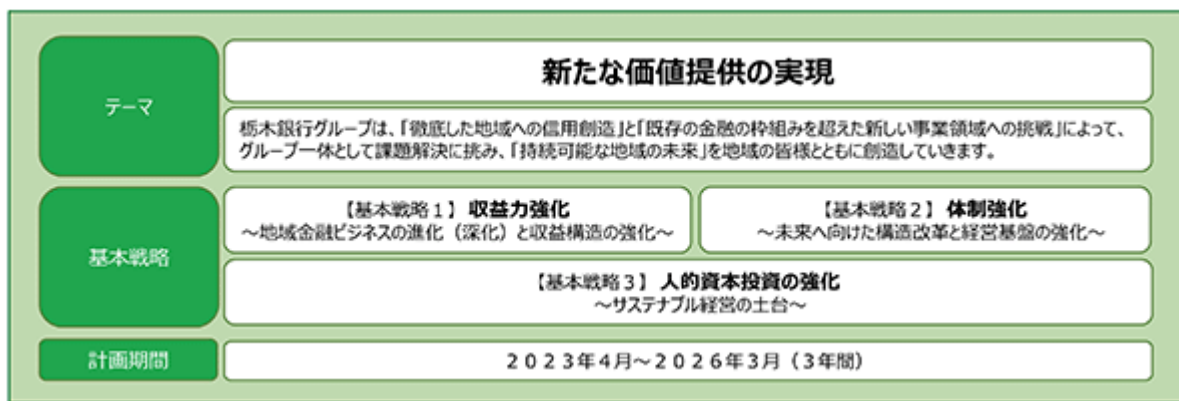 テーマ
新たな価値提供の実現
栃木銀行グループは、「徹底した地域への信用創造」と「既存の金融の枠組みを超えた新しい事業領域への挑戦」によって、
グループ一体として課題解決に挑み、「持続可能な地域の未来」を地域の皆様とともに創造していきます。
基本戦略
【基本戦略１】収益力強化
～地域金融ビジネスの進化（深化）と収益構造の強化～
【基本戦略２】体制強化
～未来へ向けた構造改革と経営基盤の強化～
【基本戦略３】人的資本投資の強化
～サステナブル経営の土台～
計画期間
２０２３年４月～２０２６年３月（３年間）